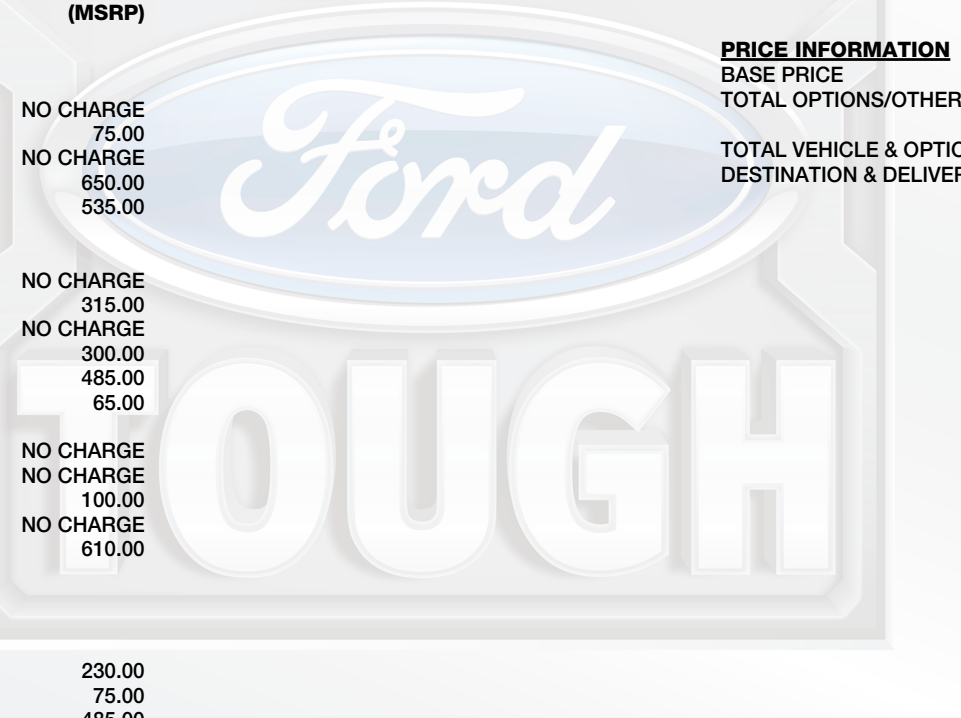 (MSRP)
NO CHARGE
75.00
NO CHARGE
650.00
535.00
NO CHARGE
315.00
NO CHARGE
300.00
485.00
65.00
NO CHARGE
NO CHARGE
100.00
NO CHARGE
610.00
230.00
75.00
485.00
PRICE INFORMATION
BASE PRICE
TOTAL OPTIONS/OTHER
TOTAL VEHICLE & OPTIO
DESTINATION & DELIVER
Ford
TOUGH